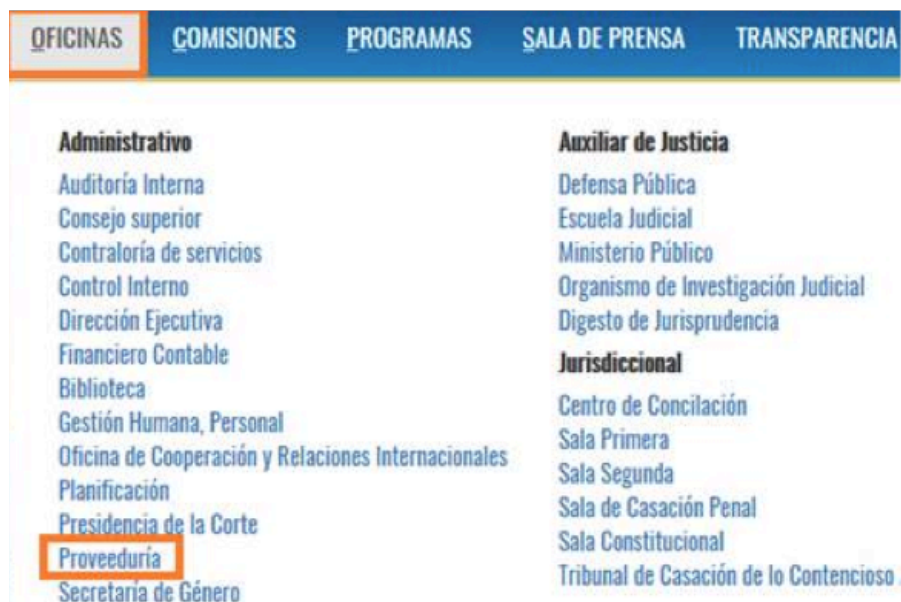 OFICINAS COMISIONES PROGRAMAS SALA DE PRENSA TRANSPARENCIA
Administrativo
Auditoría Interna
Consejo superior
Contraloría de servicios
Control Interno
Dirección Ejecutiva
Financiero Contable
Biblioteca
Gestión Humana, Personal
Oficina de Cooperación y Relaciones Internacionales
Planificación
Presidencia de la Corte
Proveeduría
Secretaría de Género
Auxiliar de Justicia
Defensa Pública
Escuela Judicial
Ministerio Público
Organismo de Investigación Judicial
Digesto de Jurisprudencia
Jurisdiccional
Centro de Concilación
Sala Primera
Sala Segunda
Sala de Casación Penal
Sala Constitucional
Tribunal de Casación de lo Contencioso